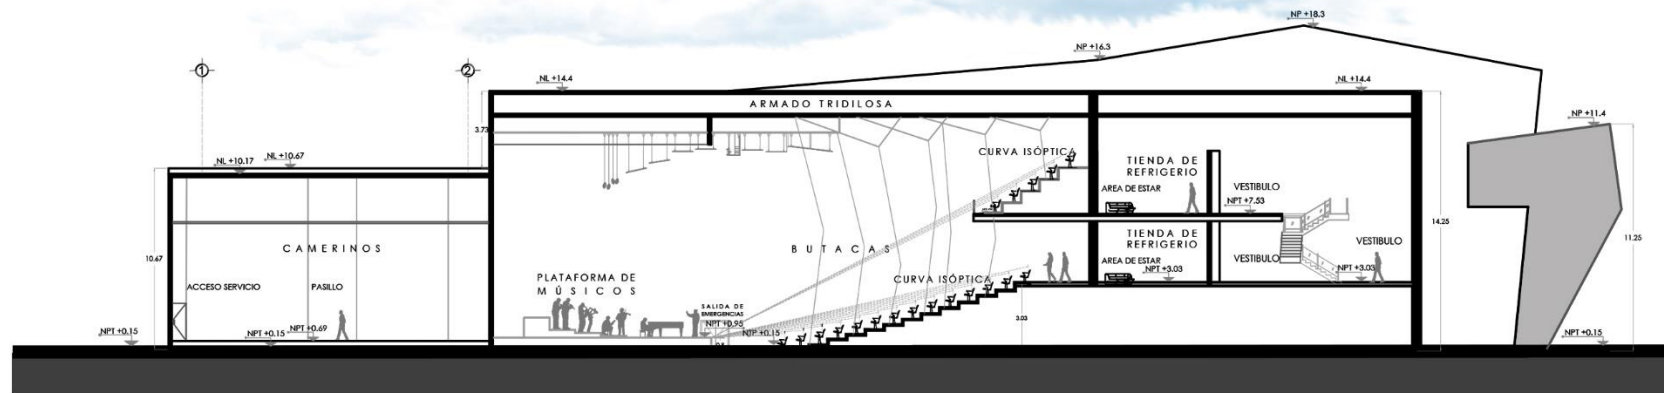 NP +18.3
NP +16.3
1
2
NL +14.4
NL +14.4
ARMADO TRIDILOSA
NP +11.4
3.73
NL +10.17
NL +10.67
CURVA ISÓPTICA
TIENDA DE
REFRIGERIO
AREA DE ESTAR
VESTIBULO
NPT +7.53
14.25
11.25
10.67
CAMERINOS
BUTACAS
TIENDA DE
REFRIGERIO
AREA DE ESTAR
VESTIBULO
VESTIBULO
NPT +3.03
NPT +3.03
CURVA ISÓPTICA
PLATAFORMA DE
MÚSICOS
ACCESO SERVICIO
PASILLO
SALIDA DE
EMERGENCIAS
NPT +0.95
3.03
NPT +0.15
NPT +0.15
NPT +0.69
NTP +0.15
NPT +0.15